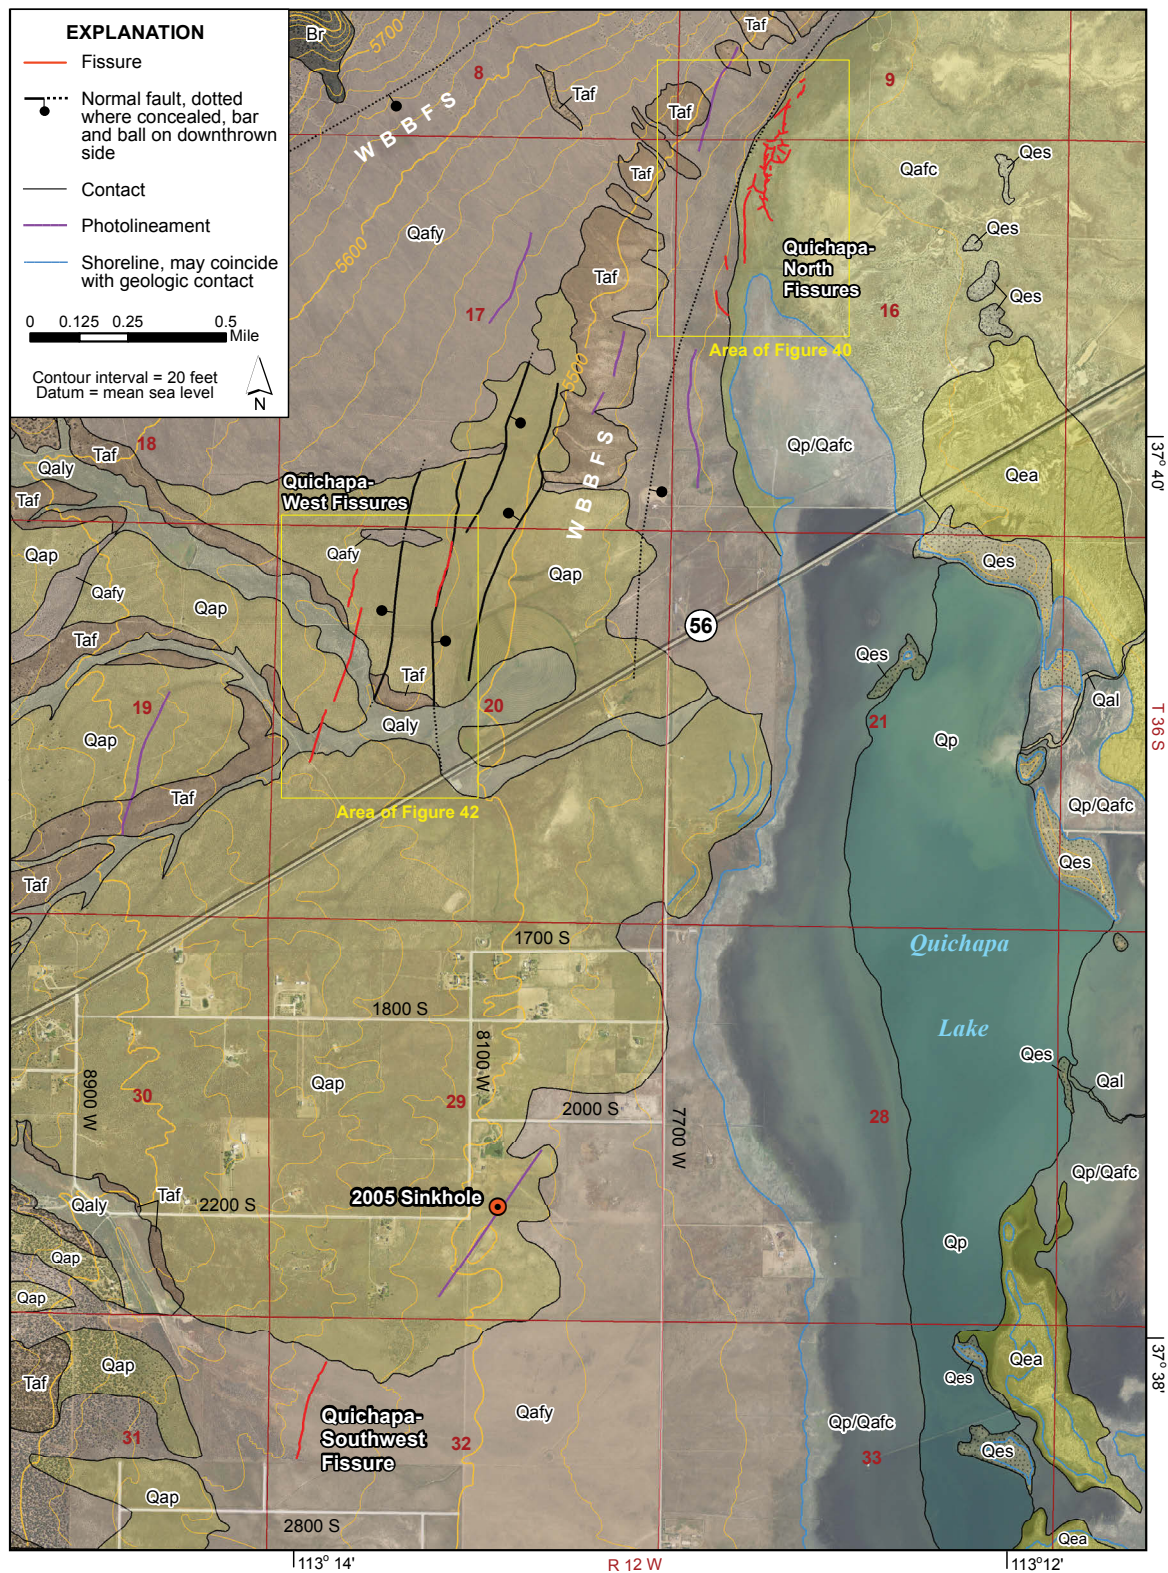 EXPLANATION
Fissure
Normal fault, dotted
where concealed, bar
and ball on downthrown
side
Contact
Photolineament
Shoreline, may coincide
with geologic contact
0 0.125 0.25 0.5
Mile
Contour interval = 20 feet
Datum = mean sea level
N
Br
5700
8
Taf
Taf
W B B F S
Taf
Taf
9
Qafc
Qes
Qafy
5600
Qes
Quichapa-
North
Fissures
Taf
Qes
17
16
Area of Figure 40
5500
18
Taf
Qaly
Taf
W B B F S
Qp/Qafc
37° 40'
Qea
Quichapa-
West Fissures
Qap
Qafy
Qafy
Qap
Qap
Qes
56
Taf
Taf
Qes
19
20
21
Qal
T 36 S
Qap
Qaly
Qp
Taf
Area of Figure 42
Qp/Qafc
Qes
Taf
1700 S
Quichapa
1800 S
Lake
8100 W
Qes
8900 W
Qap
Qal
30
29
2000 S
7700 W
28
Qp/Qafc
2005 Sinkhole
Taf
Qaly
2200 S
Qp
Qap
Qap
Qap
Taf
Qea
Qes
37° 38'
Quichapa-
Southwest
Fissure
Qafy
Qp/Qafc
31
32
33
Qes
Qap
2800 S
Qea
113° 14'
R 12 W
113° 12'